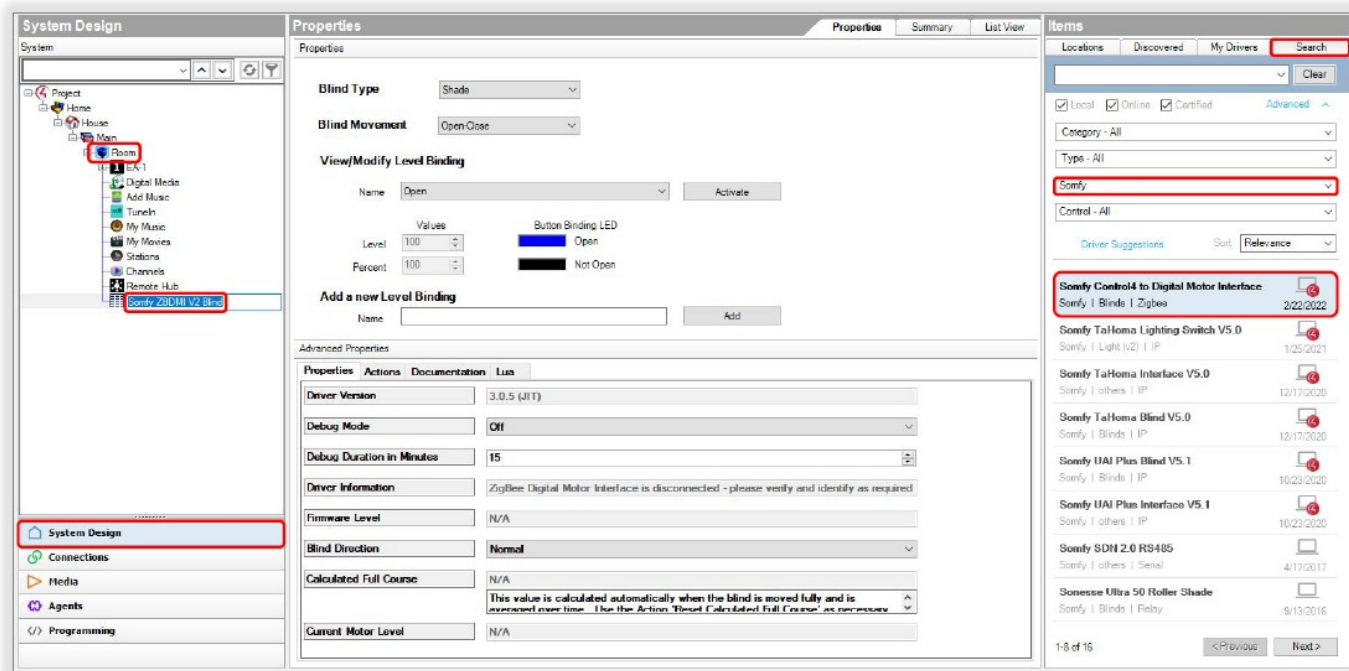 System Design
System
Project
Home
House
Main
Room
EA-1
Digital Media
Add Music
TuneIn
My Music
My Movies
Stations
Channels
Remote Hub
Somfy ZBDMI V2 Blind
System Design
Connections
Media
Agents
Programming
Properties
Properties
Summary
List View
Properties
Blind Type
Shade
Blind Movement
Open-Close
View/Modify Level Binding
Name
Open
Activate
Values
Button Binding LED
Level
100
Open
Percent
100
Not Open
Add a new Level Binding
Name
Add
Advanced Properties
Properties Actions Documentation Lua
Driver Version
3.0.5 (JIT)
Debug Mode
Off
Debug Duration in Minutes
15
Driver Information
ZigBee Digital Motor Interface is disconnected - please verify and identify as required
Firmware Level
N/A
Blind Direction
Normal
Calculated Full Course
N/A
This value is calculated automatically when the blind is moved fully and is
averaged over time. Use the Action 'Reset Calculated Full Course' as necessary
Current Motor Level
N/A
Items
Locations
Discovered
My Drivers
Search
Clear
Local
Online
Certified
Advanced
Category - All
Type - All
Somfy
Control - All
Driver Suggestions
Sort
Relevance
Somfy Control4 to Digital Motor Interface
Somfy | Blinds | Zigbee
2/22/2022
Somfy TaHoma Lighting Switch V5.0
Somfy | Light (v2) | IP
1/25/2021
Somfy TaHoma Interface V5.0
Somfy | others | IP
12/17/2020
Somfy TaHoma Blind V5.0
Somfy | Blinds | IP
12/17/2020
Somfy UAI Plus Blind V5.1
Somfy | Blinds | IP
10/23/2020
Somfy UAI Plus Interface V5.1
Somfy | others | IP
10/23/2020
Somfy SDN 2.0 RS485
Somfy | others | Serial
4/17/2017
Sonesse Ultra 50 Roller Shade
Somfy | Blinds | Relay
9/13/2016
1-8 of 16
<Previous
Next >